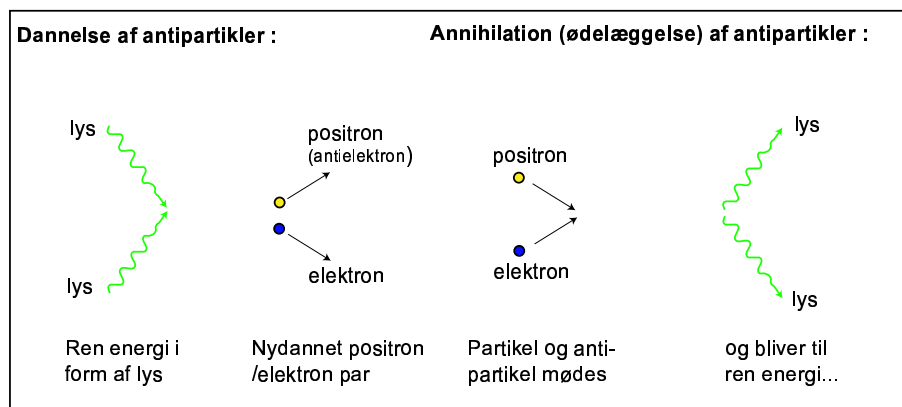 Dannelse af antipartikler :
lys
positron
(antielektron)
lys
elektron
Ren energi i
form af lys
Nydannet positron
/elektron par
Annihilation (ødelæggelse) af antipartikler :
positron
elektron
lys
lys
Partikel og anti-
partikel mødes
og bliver til
ren energi...